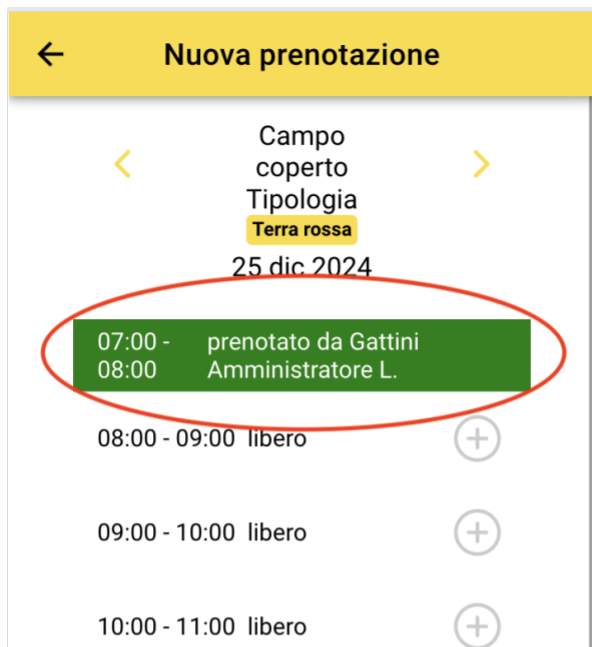 Nuova prenotazione
Campo
coperto
Tipologia
Terra rossa
25 dic 2024
07:00 - prenotato da Gattini
08:00 Amministratore L.
08:00 - 09:00 libero
09:00 - 10:00 libero
10:00 - 11:00 libero